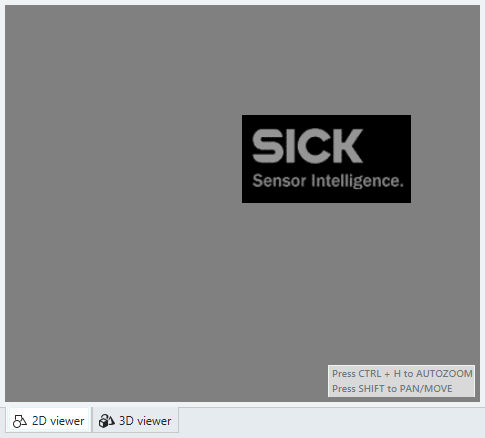 SICK
Sensor Intelligence.
Press CTRL + H to AUTOZOOM
Press SHIFT to PAN/MOVE
2D viewer
3D viewer